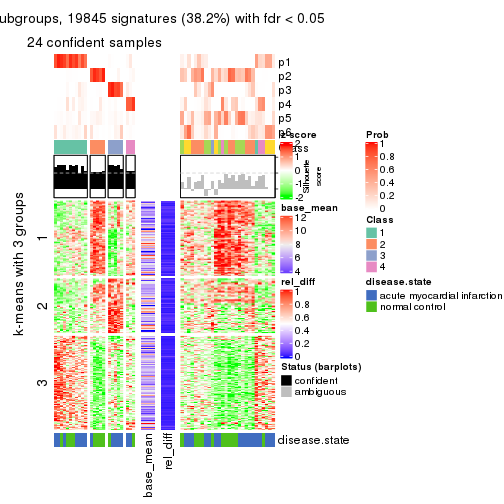 ubgroups, 19845 signatures (38.2%) with fdr < 0.05
24 confident samples
p1
p2
p3
p4
p5
p6
z-score
2
1
0
-1
-2
Silhouette
score
Prob
1
0.8
0.6
0.4
0.2
0
Class
1
2
3
4
disease.state
acute myocardial infarction
normal control
base_mean
12
10
8
6
4
rel_diff
1
0.8
0.6
0.4
0.2
0
Status (barplots)
confident
ambiguous
k-means with 3 groups
1
2
3
disease.state
base_mean
rel_diff